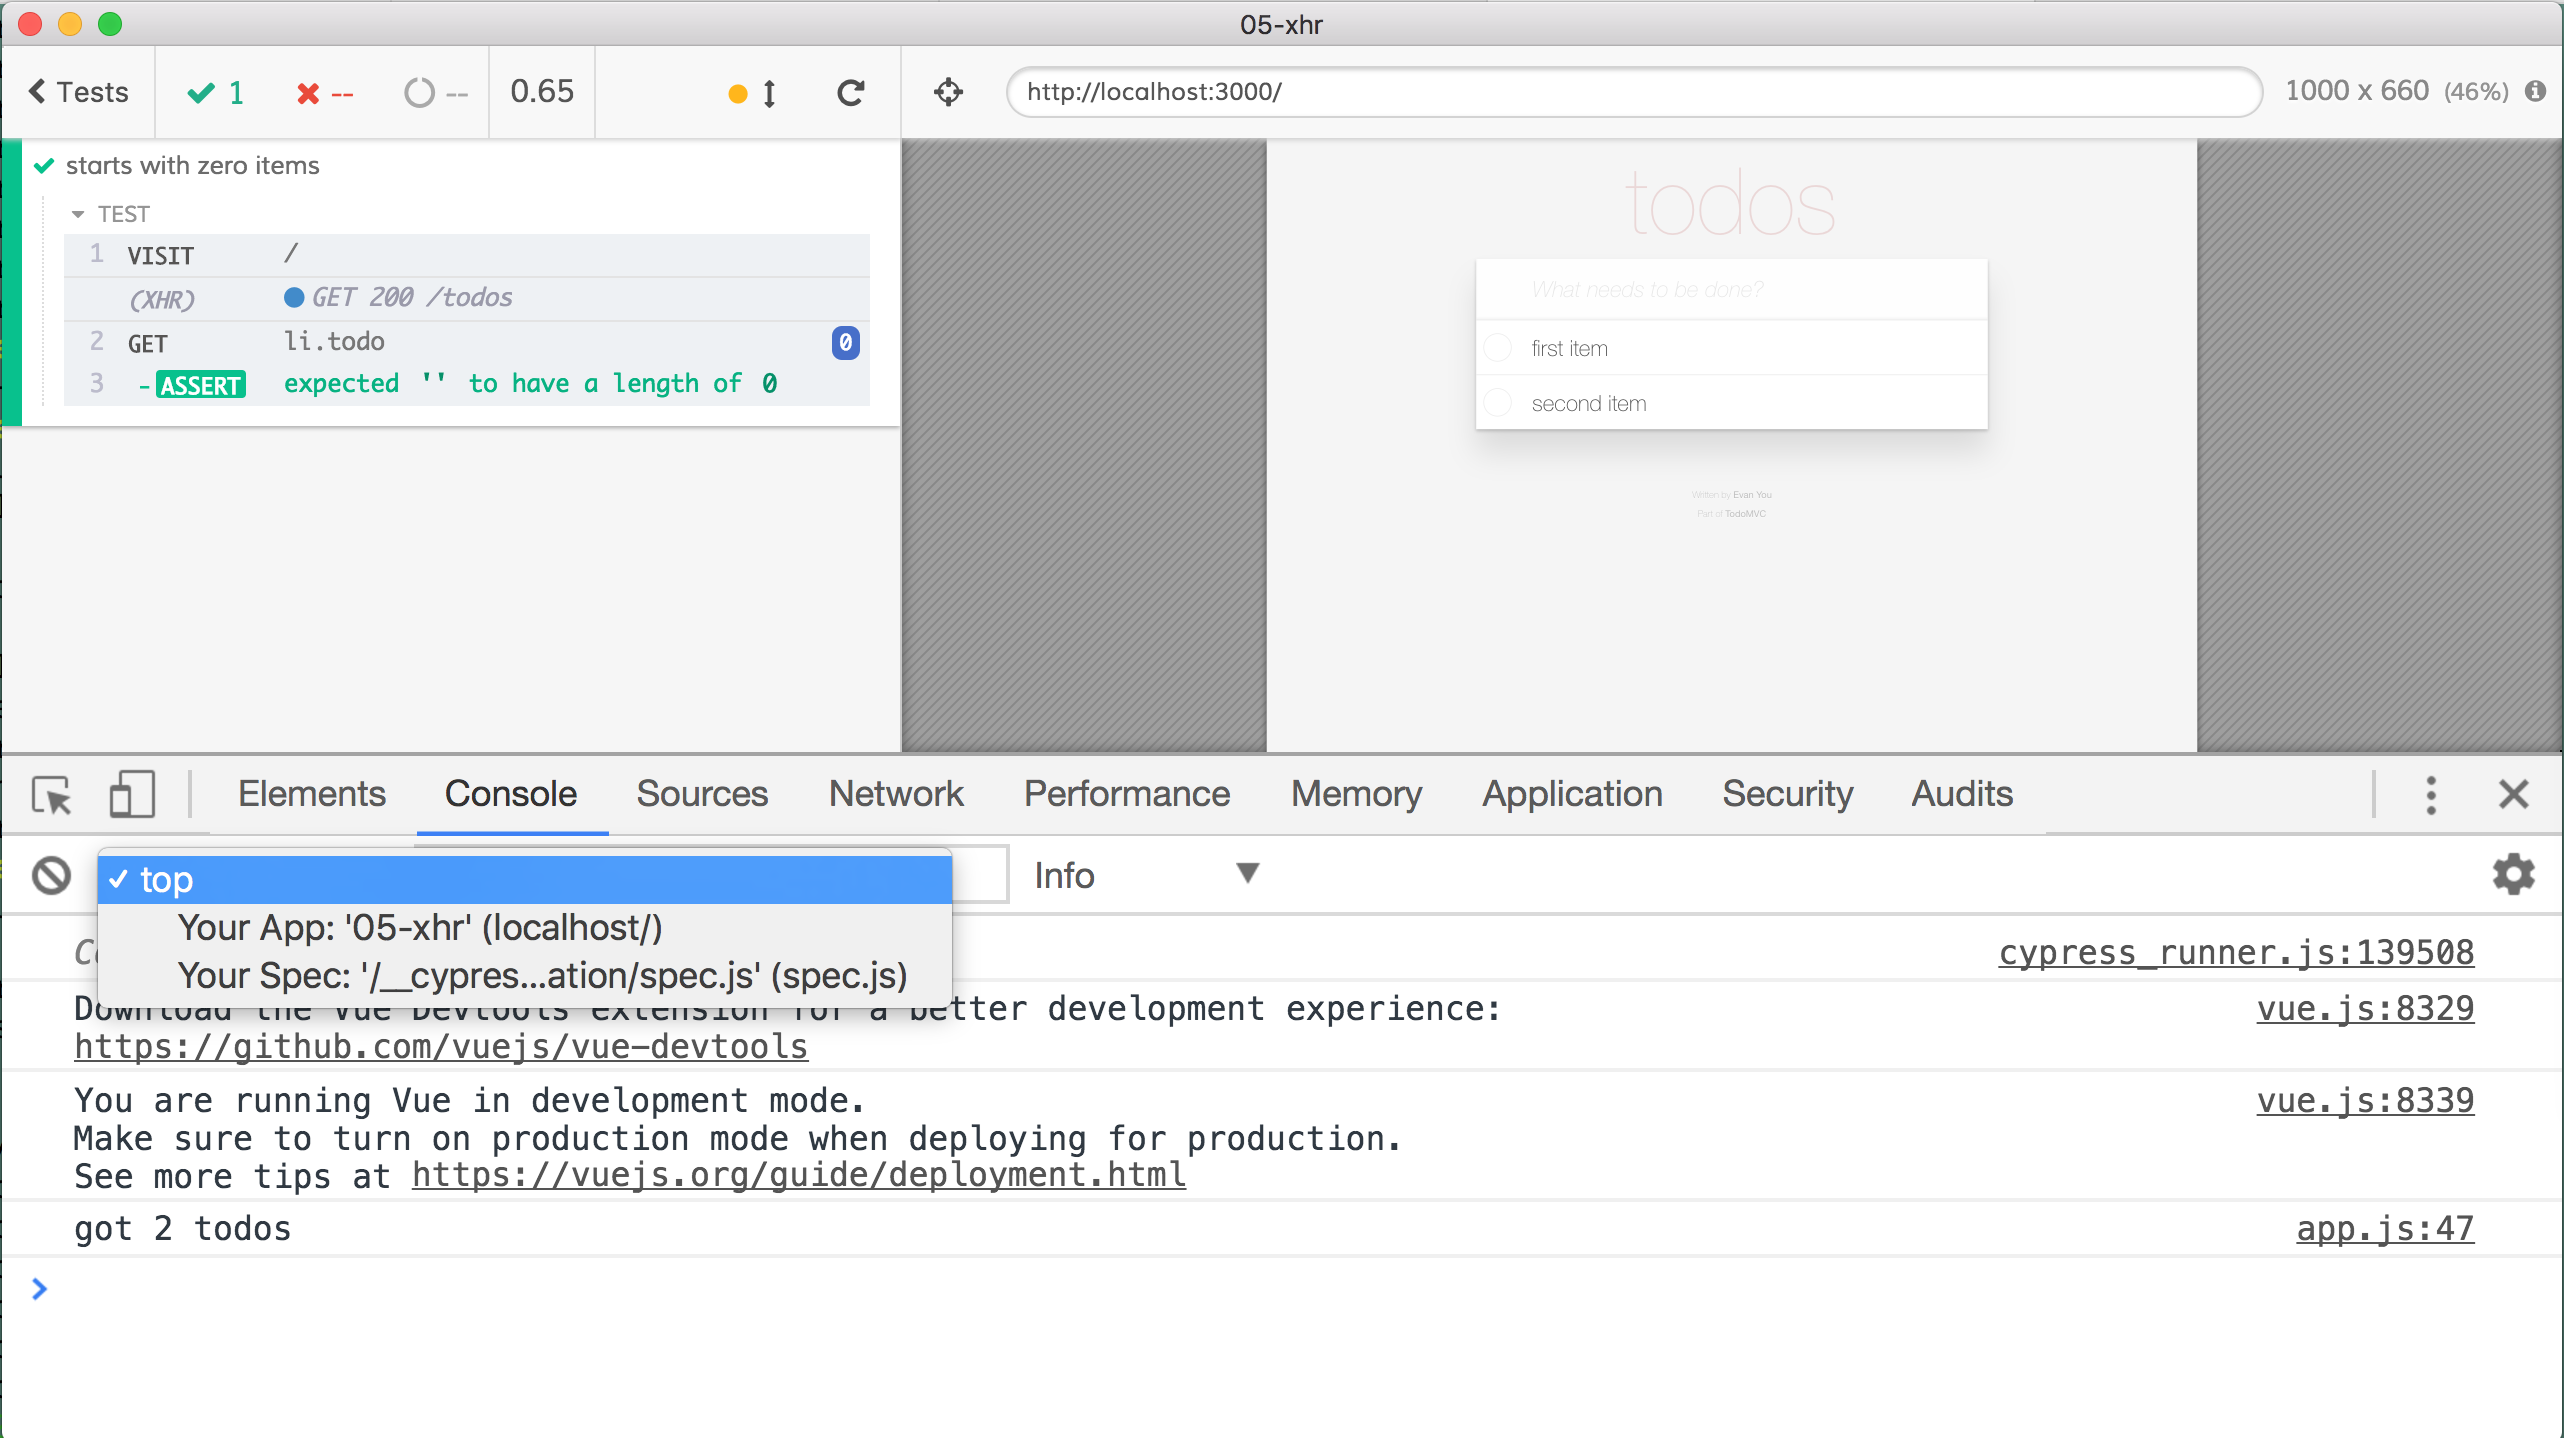 05-xhr
Tests
1
--
--
0.65
http://localhost:3000/
1000 x 660 (46%)
starts with zero items
TEST
1 VISIT /
(XHR) GET 200 /todos
2 GET li.todo 0
3 -ASSERT expected '' to have a length of 0
todos
What needs to be done?
first item
second item
Written by Evan You
Part of TodoMVC
Elements Console Sources Network Performance Memory Application Security Audits
✓ top
Info ▼
Your App: '05-xhr' (localhost/)
Your Spec: '/__cypres...ation/spec.js' (spec.js)
cypress_runner.js:139508
Download the Vue Devtools extension for a better development experience: vue.js:8329
https://github.com/vuejs/vue-devtools
You are running Vue in development mode. vue.js:8339
Make sure to turn on production mode when deploying for production.
See more tips at https://vuejs.org/guide/deployment.html
got 2 todos app.js:47